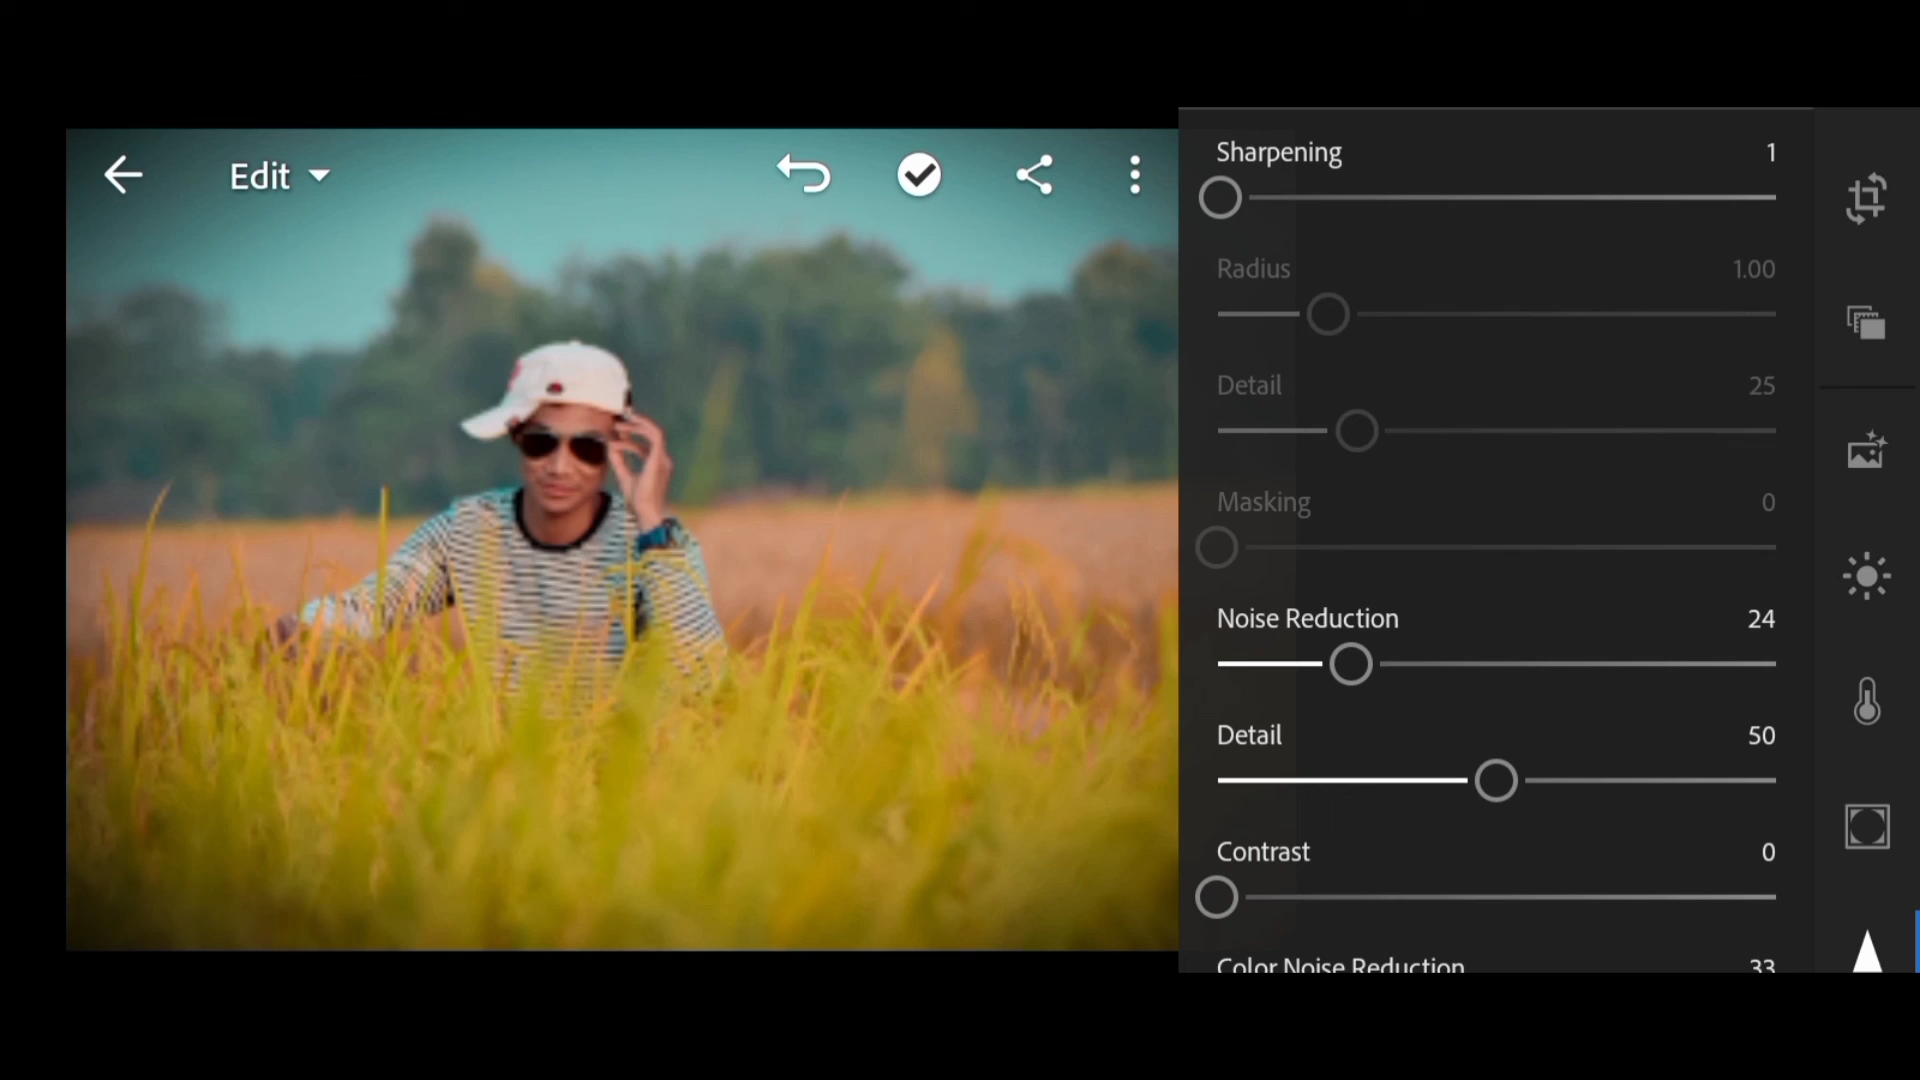 Edit
Sharpening 1
Radius 1.00
Detail 25
Masking 0
Noise Reduction 24
Detail 50
Contrast 0
Color Noise Reduction 33